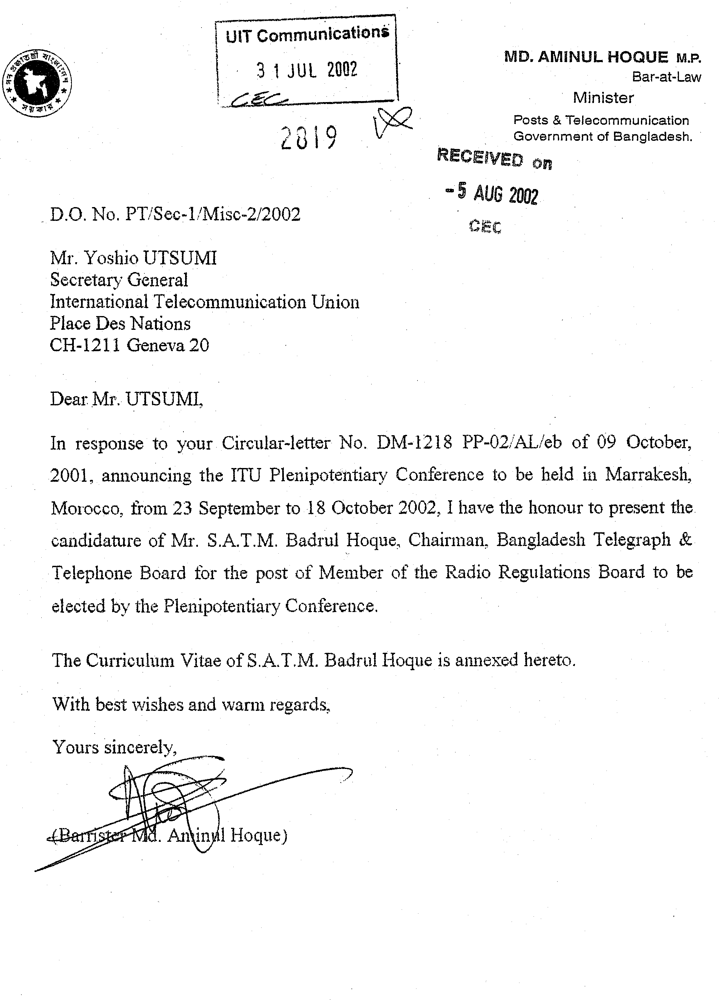 গনপ্রজাতন্ত্রী বাংলাদেশ
সরকার
UIT Communications
31 JUL 2002
CEC
2819
MD. AMINUL HOQUE M.P.
Bar-at-Law
Minister
Posts & Telecommunication
Government of Bangladesh.
RECEIVED on
-5 AUG 2002
CEC
D.O. No. PT/Sec-1/Misc-2/2002
Mr. Yoshio UTSUMI
Secretary General
International Telecommunication Union
Place Des Nations
CH-1211 Geneva 20
Dear Mr. UTSUMI,
In response to your Circular-letter No. DM-1218 PP-02/AL/eb of 09 October,
2001, announcing the ITU Plenipotentiary Conference to be held in Marrakesh,
Morocco, from 23 September to 18 October 2002, I have the honour to present the
candidature of Mr. S.A.T.M. Badrul Hoque, Chairman, Bangladesh Telegraph &
Telephone Board for the post of Member of the Radio Regulations Board to be
elected by the Plenipotentiary Conference.
The Curriculum Vitae of S.A.T.M. Badrul Hoque is annexed hereto.
With best wishes and warm regards,
Yours sincerely,
(Barrister Md. Aminul Hoque)